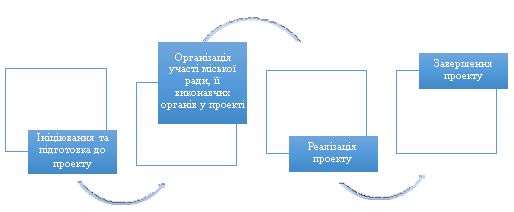 Ініціювання та
підготовка до
проекту
Організація
участі міської
ради, її
виконавчих
органів у проекті
Реалізація
проекту
Завершення
проекту